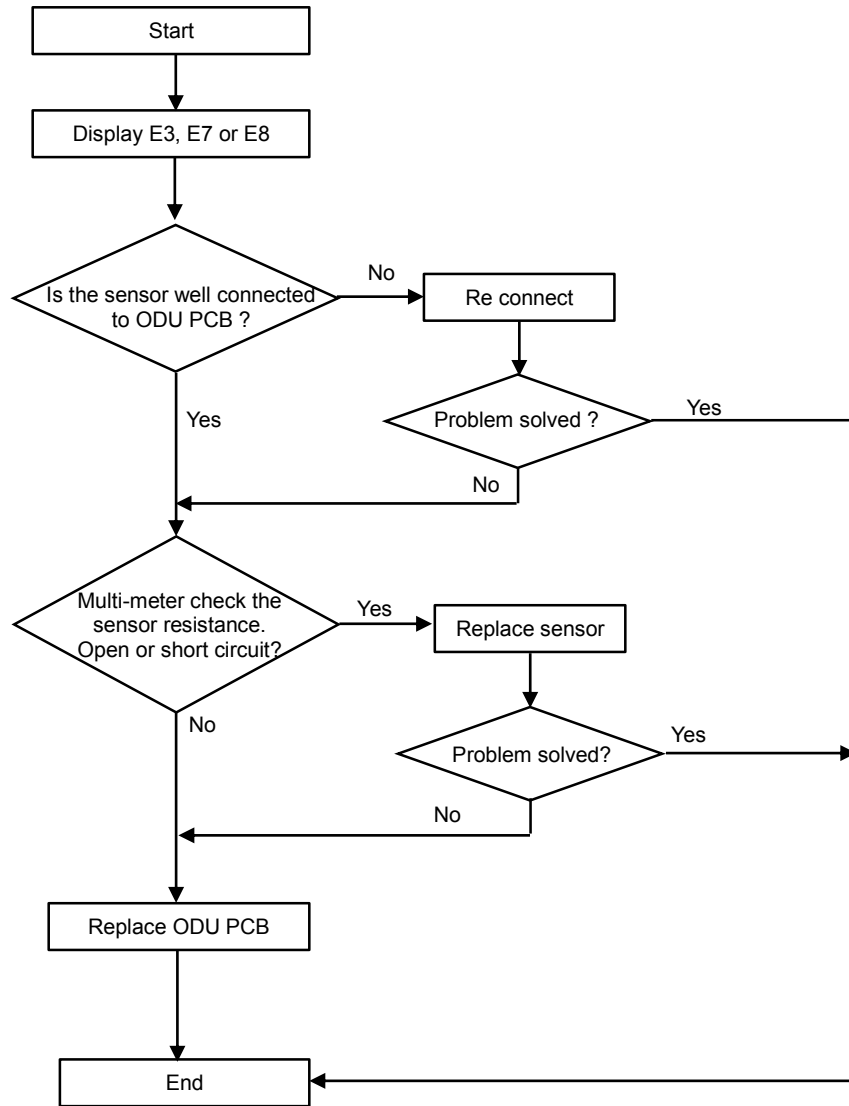 Start
Display E3, E7 or E8
Is the sensor well connected
to ODU PCB ?
No
Re connect
Yes
Problem solved ?
Yes
No
Multi-meter check the
sensor resistance.
Open or short circuit?
Yes
Replace sensor
No
Problem solved?
Yes
No
Replace ODU PCB
End